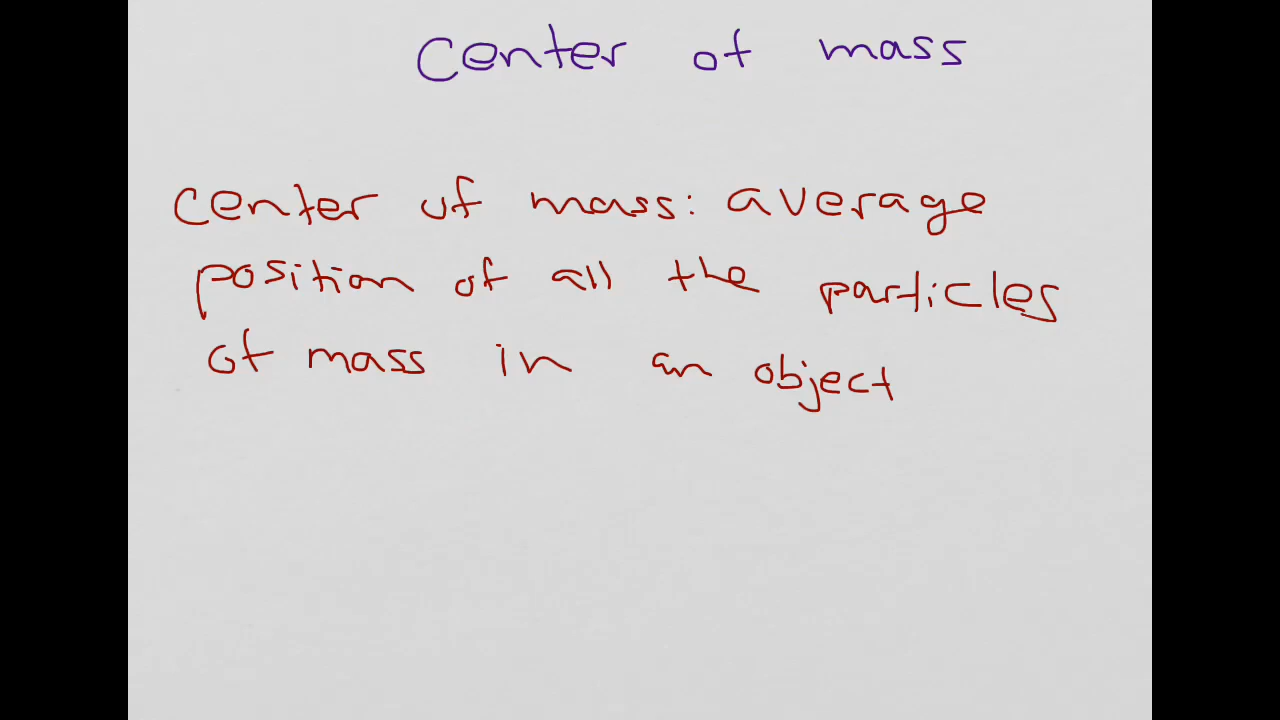 Center of mass
Center of mass: average
position of all the particles
of mass in an object